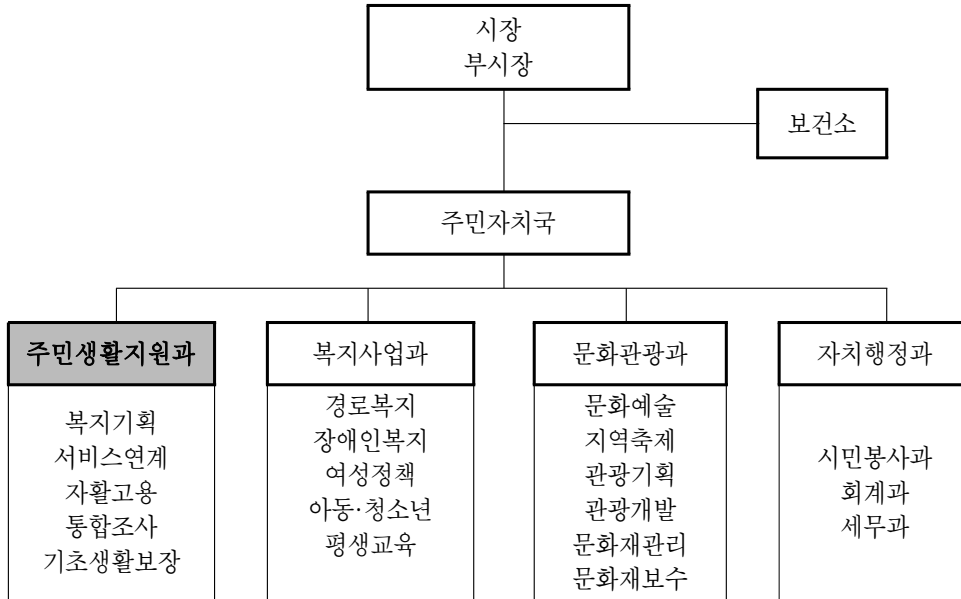 시장
부시장
보건소
주민자치국
주민생활지원과
복지기획
서비스연계
자활고용
통합조사
기초생활보장
복지사업과
경로복지
장애인복지
여성정책
아동·청소년
평생교육
문화관광과
문화예술
지역축제
관광기획
관광개발
문화재관리
문화재보수
자치행정과
시민봉사과
회계과
세무과